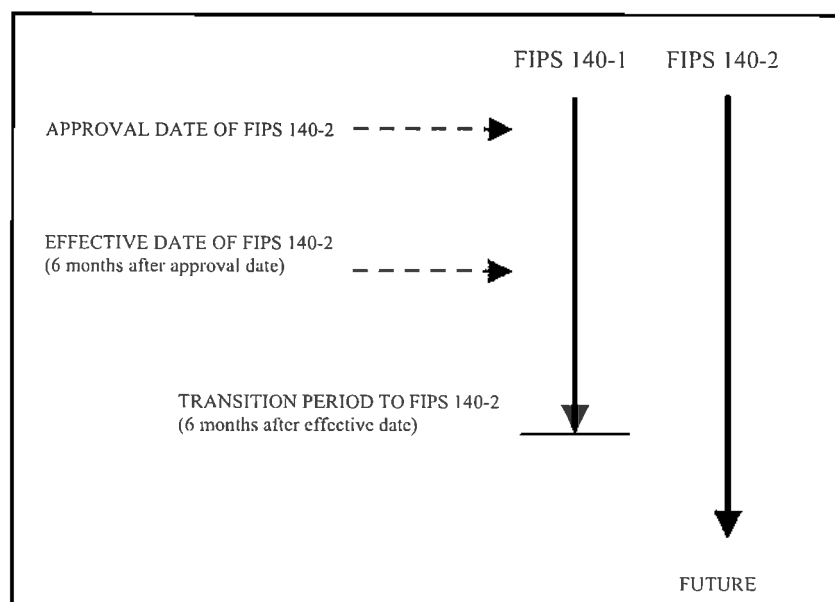 FIPS 140-1 FIPS 140-2
APPROVAL DATE OF FIPS 140-2
EFFECTIVE DATE OF FIPS 140-2
(6 months after approval date)
TRANSITION PERIOD TO FIPS 140-2
(6 months after effective date)
FUTURE